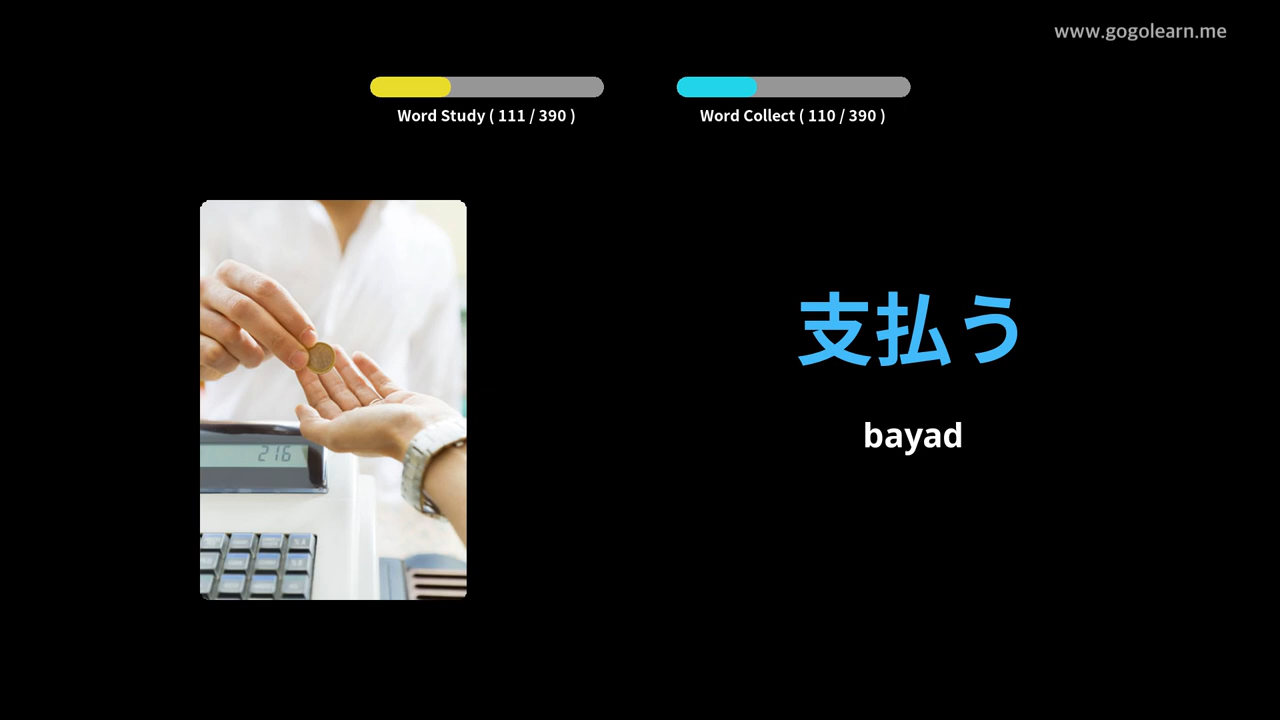 www.gogolearn.me
Word Study ( 111 / 390 )
Word Collect ( 110 / 390 )
216
支払う
bayad